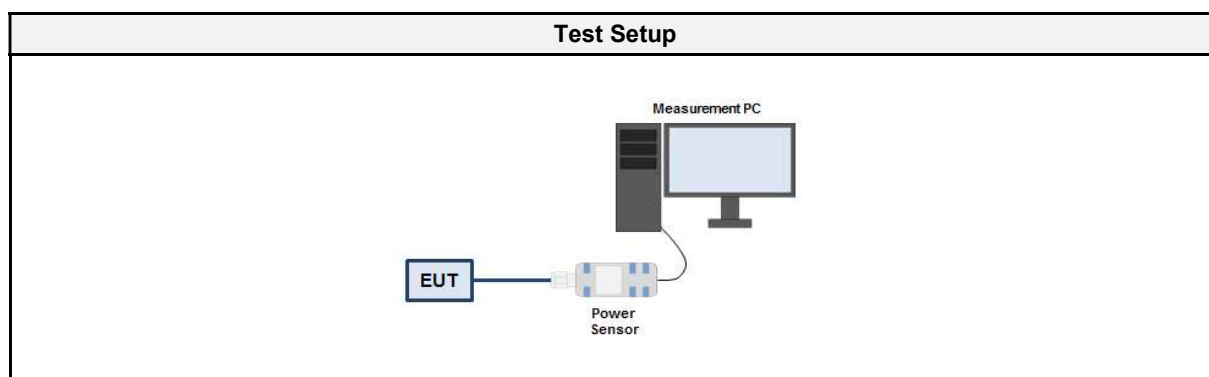 Test Setup
Measurement PC
EUT
Power
Sensor